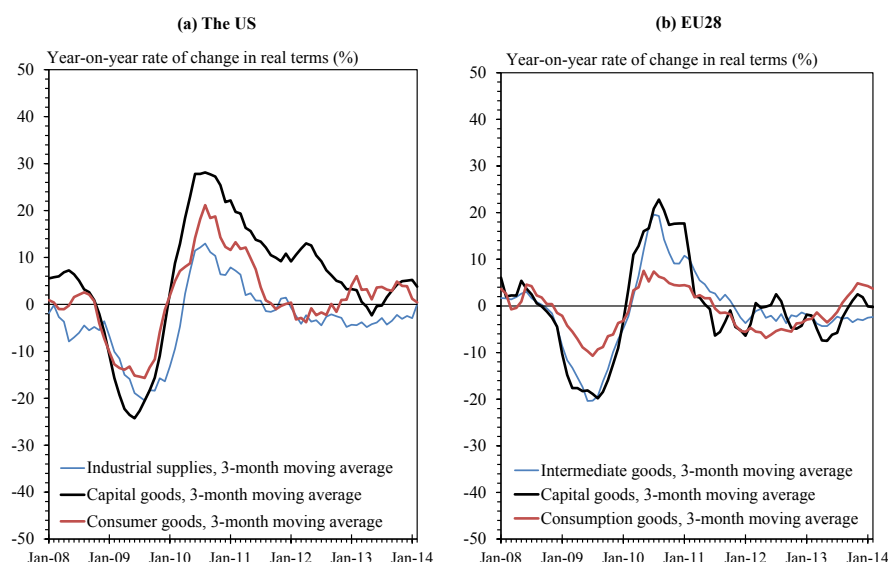 (a) The US
Year-on-year rate of change in real terms (%)
50
40
30
20
10
0
-10
-20
-30
-40
-50
Industrial supplies, 3-month moving average
Capital goods, 3-month moving average
Consumer goods, 3-month moving average
Jan-08 Jan-09 Jan-10 Jan-11 Jan-12 Jan-13 Jan-14
(b) EU28
Year-on-year rate of change in real terms (%)
50
40
30
20
10
0
-10
-20
-30
-40
-50
Intermediate goods, 3-month moving average
Capital goods, 3-month moving average
Consumption goods, 3-month moving average
Jan-08 Jan-09 Jan-10 Jan-11 Jan-12 Jan-13 Jan-14